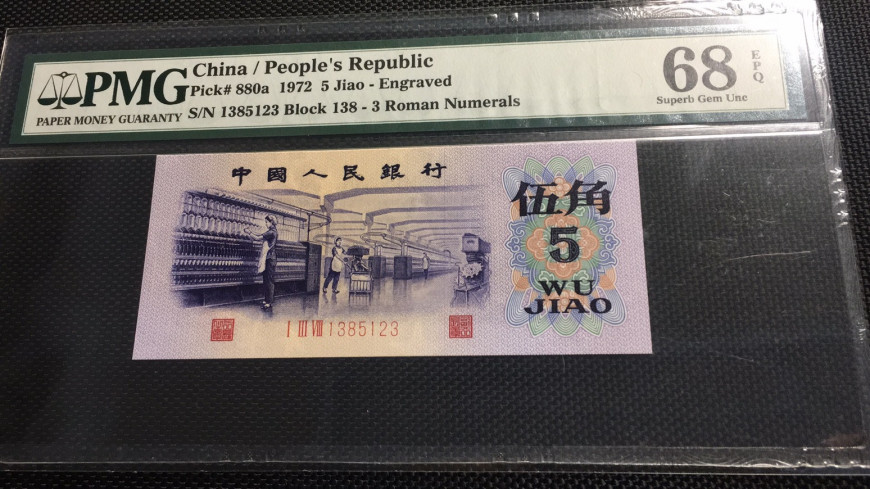 PMG
PAPER MONEY GUARANTY
China / People's Republic
Pick# 880a 1972 5 Jiao - Engraved
S/N 1385123 Block 138 - 3 Roman Numerals
68 EPQ
Superb Gem Unc
中國人民銀行
伍角
5
WU
JIAO
I III VIII 1385123